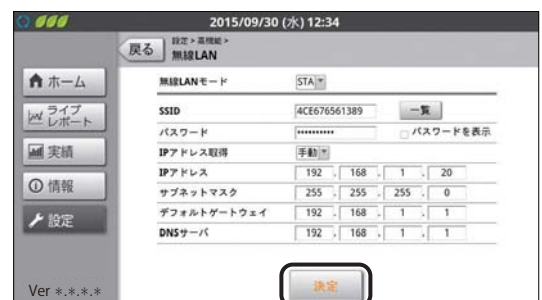 2015/09/30 (水) 12:34
戻る
設定 > 高機能 >
無線LAN
ホーム
ライブ
レポート
実績
情報
設定
Ver *.*.*.*
無線LANモード STA
SSID 4CE676561389 一覧
パスワード •••••••••• パスワードを表示
IPアドレス取得 手動
IPアドレス 192 . 168 . 1 . 20
サブネットマスク 255 . 255 . 255 . 0
デフォルトゲートウェイ 192 . 168 . 1 . 1
DNSサーバ 192 . 168 . 1 . 1
決定